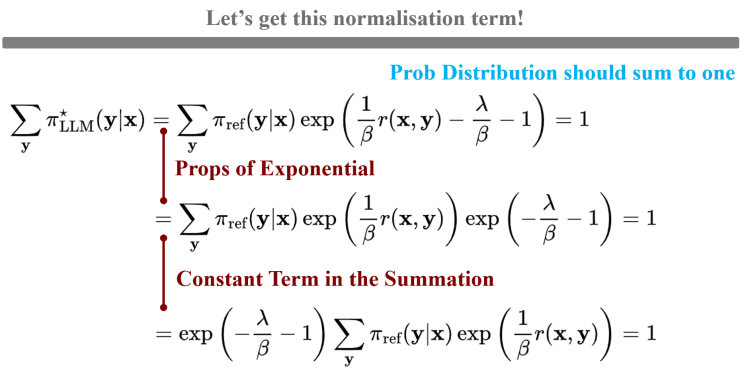 Let's get this normalisation term!
Prob Distribution should sum to one
\sum_{\mathbf{y}} \pi^{\star}_{\text{LLM}}(\mathbf{y}|\mathbf{x}) = \sum_{\mathbf{y}} \pi_{\text{ref}}(\mathbf{y}|\mathbf{x}) \exp\left(\frac{1}{\beta} r(\mathbf{x}, \mathbf{y}) - \frac{\lambda}{\beta} - 1\right) = 1
Props of Exponential
= \sum_{\mathbf{y}} \pi_{\text{ref}}(\mathbf{y}|\mathbf{x}) \exp\left(\frac{1}{\beta} r(\mathbf{x}, \mathbf{y})\right) \exp\left(-\frac{\lambda}{\beta} - 1\right) = 1
Constant Term in the Summation
= \exp\left(-\frac{\lambda}{\beta} - 1\right) \sum_{\mathbf{y}} \pi_{\text{ref}}(\mathbf{y}|\mathbf{x}) \exp\left(\frac{1}{\beta} r(\mathbf{x}, \mathbf{y})\right) = 1